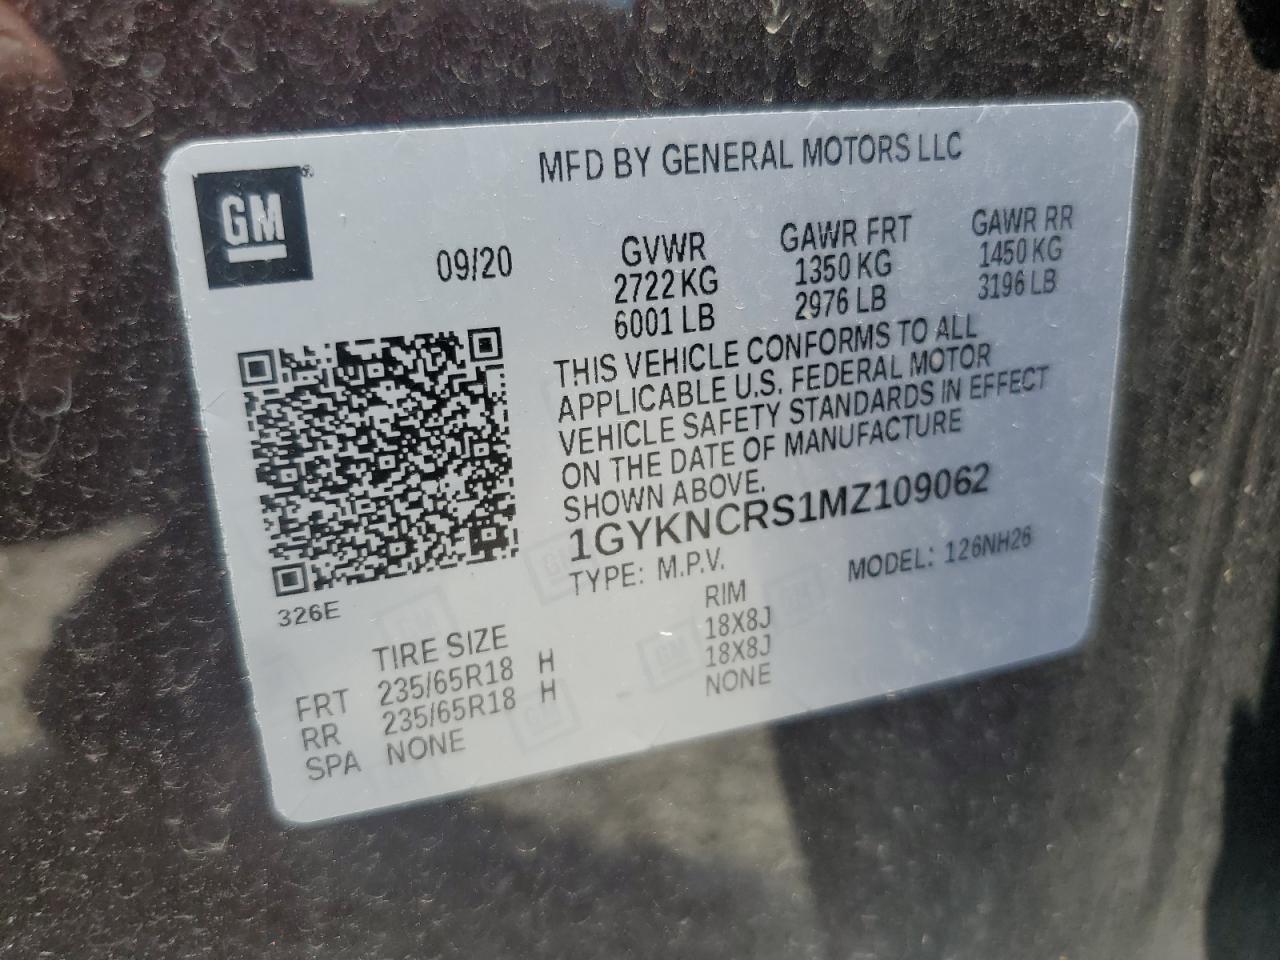 MFD BY GENERAL MOTORS LLC
GM
09/20
GVWR
2722 KG
6001 LB
GAWR FRT
1350 KG
2976 LB
GAWR RR
1450 KG
3196 LB
THIS VEHICLE CONFORMS TO ALL
APPLICABLE U.S. FEDERAL MOTOR
VEHICLE SAFETY STANDARDS IN EFFECT
ON THE DATE OF MANUFACTURE
SHOWN ABOVE.
1GYKNCRS1MZ109062
TYPE: M.P.V. MODEL: 126NH26
326E
TIRE SIZE RIM
FRT 235/65R18 H 18X8J
RR 235/65R18 H 18X8J
SPA NONE NONE